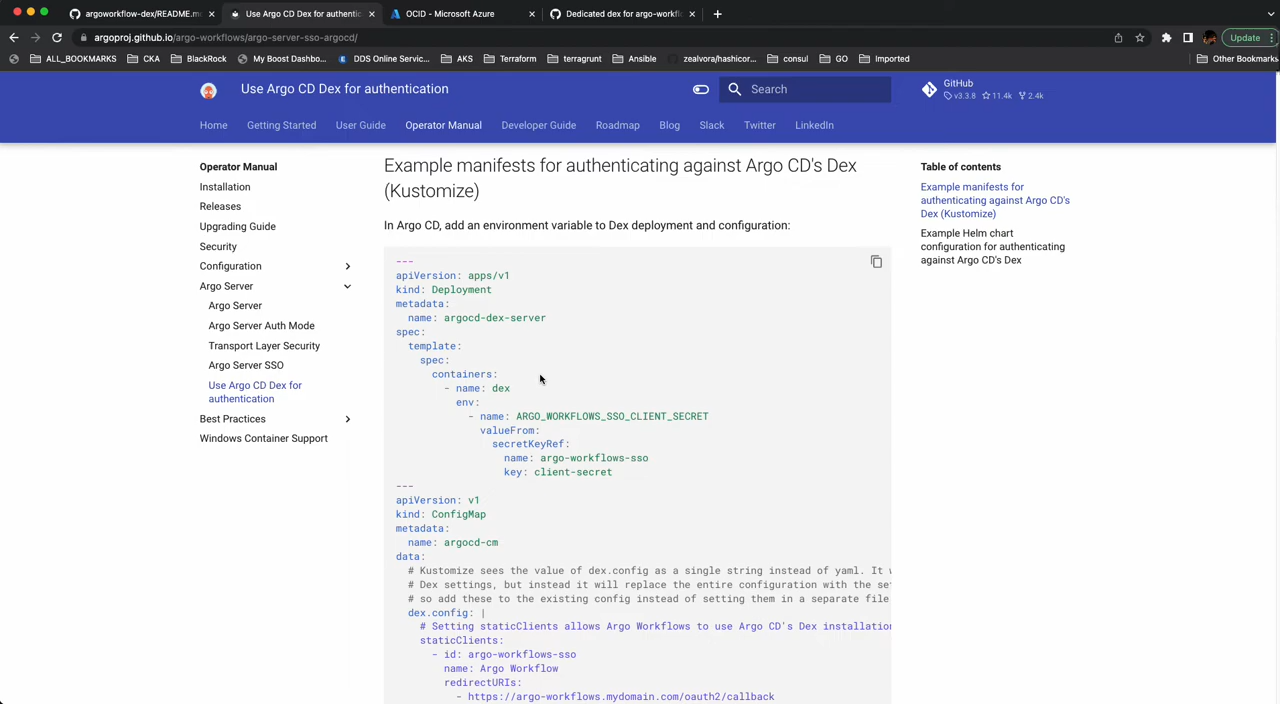 argoworkflow-dex/README.m
Use Argo CD Dex for authentic
OCID - Microsoft Azure
Dedicated dex for argo-workfl
argoproj.github.io/argo-workflows/argo-server-sso-argocd/
Update
ALL_BOOKMARKS
CKA
BlackRock
My Boost Dashbo...
DDS Online Servic...
AKS
Terraform
terragrunt
Ansible
zealvora/hashicor...
consul
GO
Imported
Other Bookmarks
Use Argo CD Dex for authentication
Search
GitHub
v3.3.8 11.4k 2.4k
Home
Getting Started
User Guide
Operator Manual
Developer Guide
Roadmap
Blog
Slack
Twitter
LinkedIn
Operator Manual
Installation
Releases
Upgrading Guide
Security
Configuration
Argo Server
Argo Server
Argo Server Auth Mode
Transport Layer Security
Argo Server SSO
Use Argo CD Dex for
authentication
Best Practices
Windows Container Support
Example manifests for authenticating against Argo CD's Dex
(Kustomize)
In Argo CD, add an environment variable to Dex deployment and configuration:
---
apiVersion: apps/v1
kind: Deployment
metadata:
name: argocd-dex-server
spec:
template:
spec:
containers:
- name: dex
env:
- name: ARGO_WORKFLOWS_SSO_CLIENT_SECRET
valueFrom:
secretKeyRef:
name: argo-workflows-sso
key: client-secret
---
apiVersion: v1
kind: ConfigMap
metadata:
name: argocd-cm
data:
# Kustomize sees the value of dex.config as a single string instead of yaml. It
# Dex settings, but instead it will replace the entire configuration with the se
# so add these to the existing config instead of setting them in a separate file
dex.config: |
# Setting staticClients allows Argo Workflows to use Argo CD's Dex installation
staticClients:
- id: argo-workflows-sso
name: Argo Workflow
redirectURIs:
- https://argo-workflows.mydomain.com/oauth2/callback
Table of contents
Example manifests for
authenticating against Argo CD's
Dex (Kustomize)
Example Helm chart
configuration for authenticating
against Argo CD's Dex